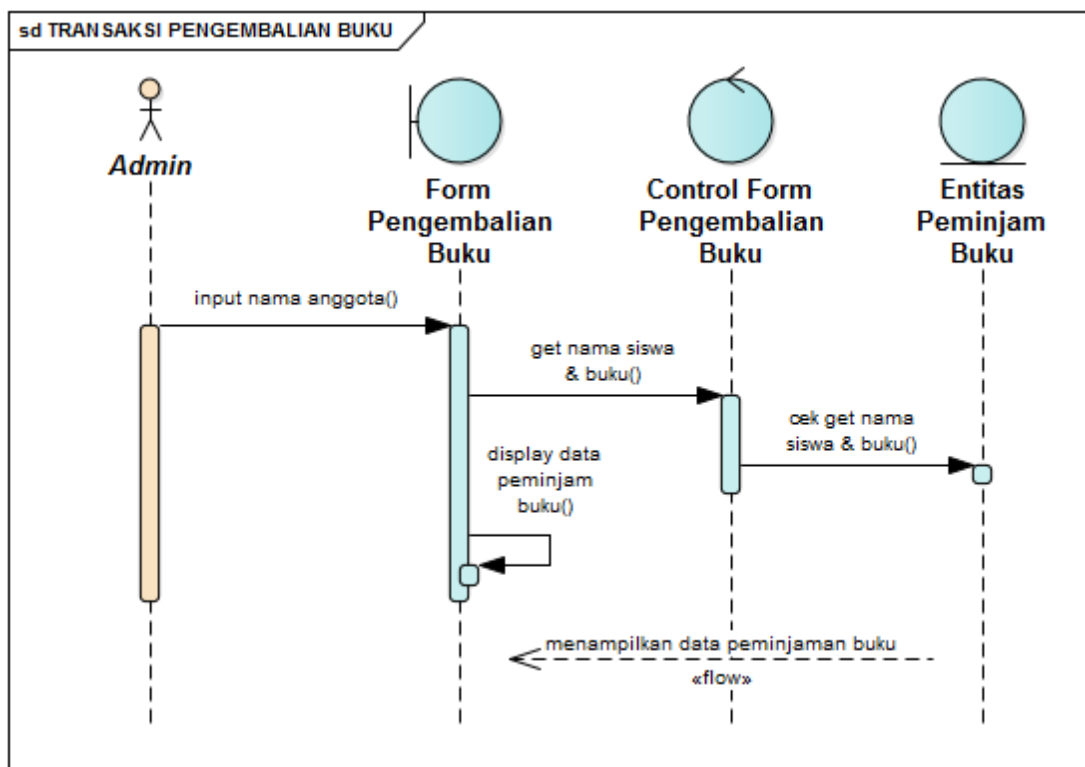 sd TRANSAKSI PENGEMBALIAN BUKU
Admin
Form
Pengembalian
Buku
Control Form
Pengembalian
Buku
Entitas
Peminjam
Buku
input nama anggota()
get nama siswa
& buku()
cek get nama
siswa & buku()
display data
peminjam
buku()
menampilkan data peminjaman buku
«flow»